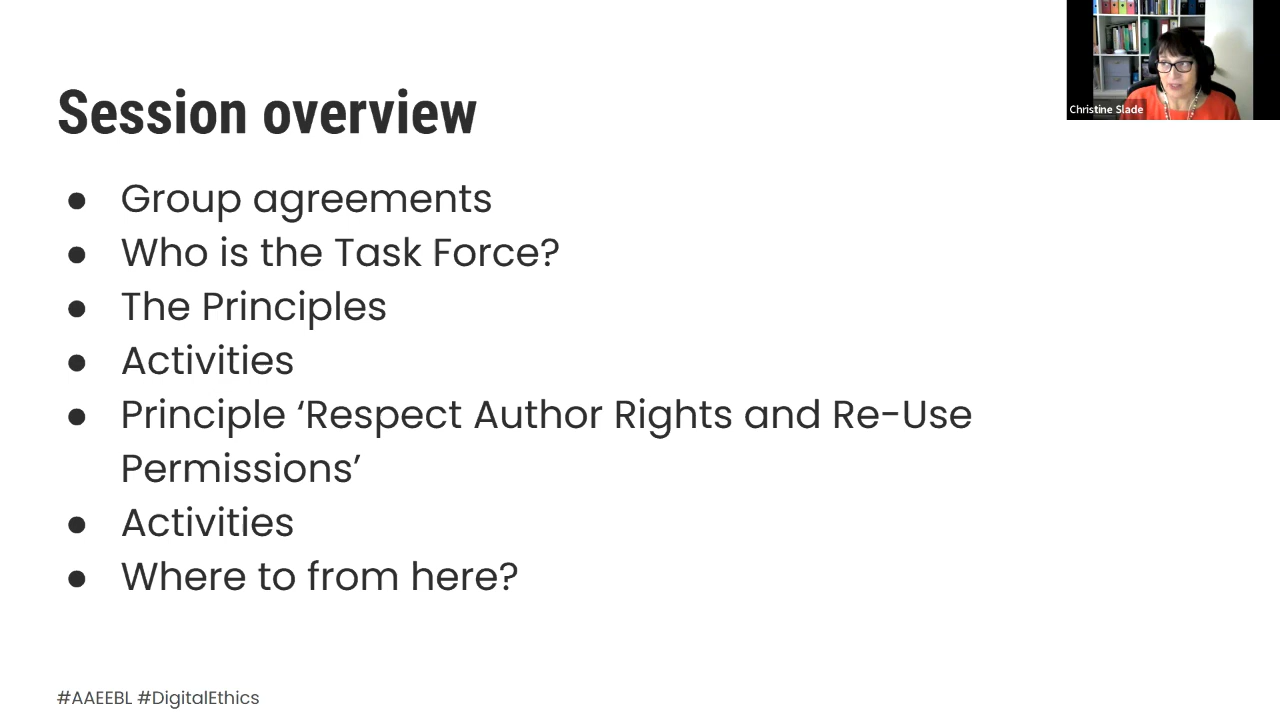 Session overview
Christine Slade
● Group agreements
● Who is the Task Force?
● The Principles
● Activities
● Principle ‘Respect Author Rights and Re-Use
Permissions’
● Activities
● Where to from here?
#AAEEBL #DigitalEthics